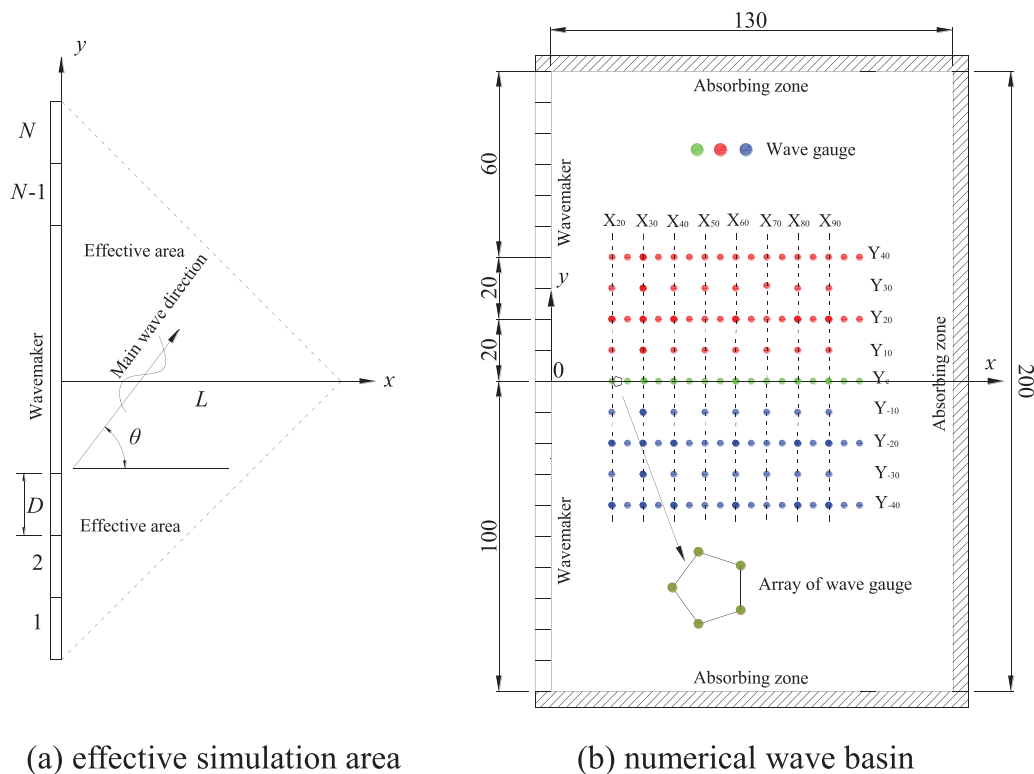 y
N
N-1
Effective area
Main wave direction
Wavemaker
x
L
θ
D
Effective area
2
1
(a) effective simulation area
130
Absorbing zone
60
Wavemaker
Wave gauge
X20 X30 X40 X50 X60 X70 X80 X90
y
Y40
20
Y30
Y20
20
Y10
0
Y0
x
Absorbing zone
200
Y-10
Y-20
Y-30
Y-40
100
Wavemaker
Array of wave gauge
Absorbing zone
(b) numerical wave basin